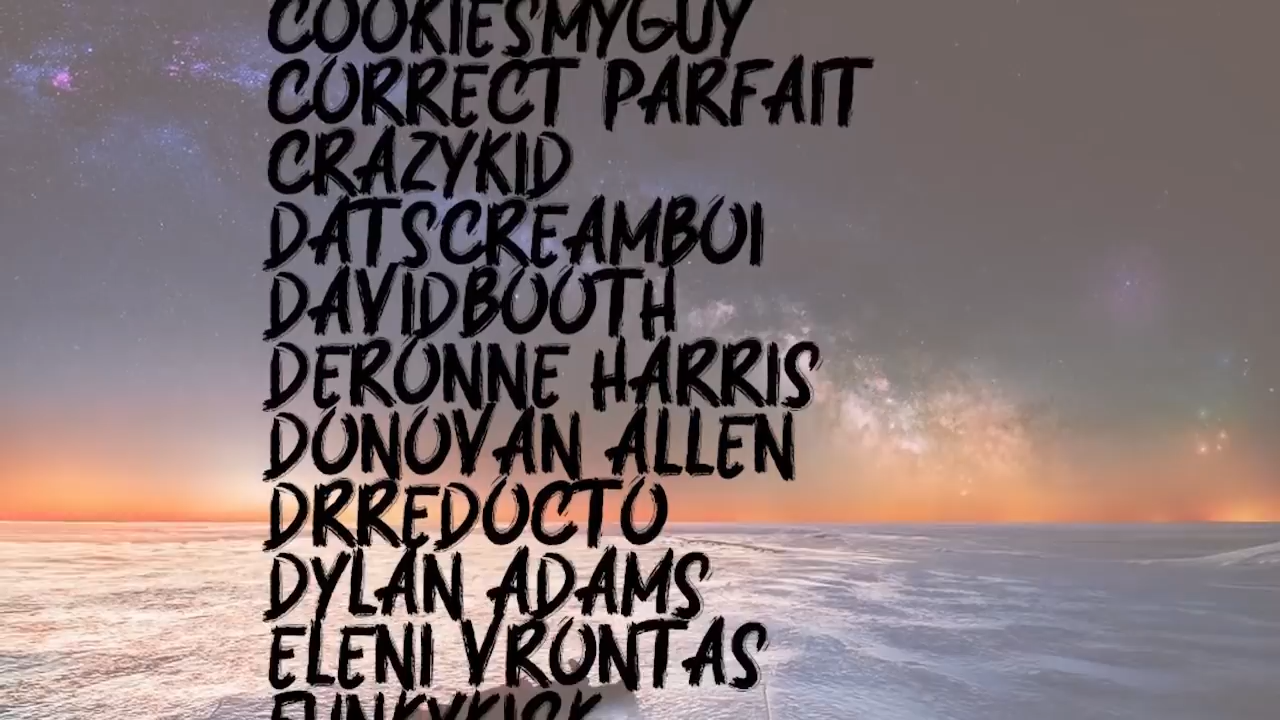 COOKIESMYGUY
CORRECT PARFAIT
CRAZYKID
DATSCREAMBOI
DAVIDBOOTH
DERONNE HARRIS
DONOVAN ALLEN
DRREDOCTO
DYLAN ADAMS
ELENI VRONTAS